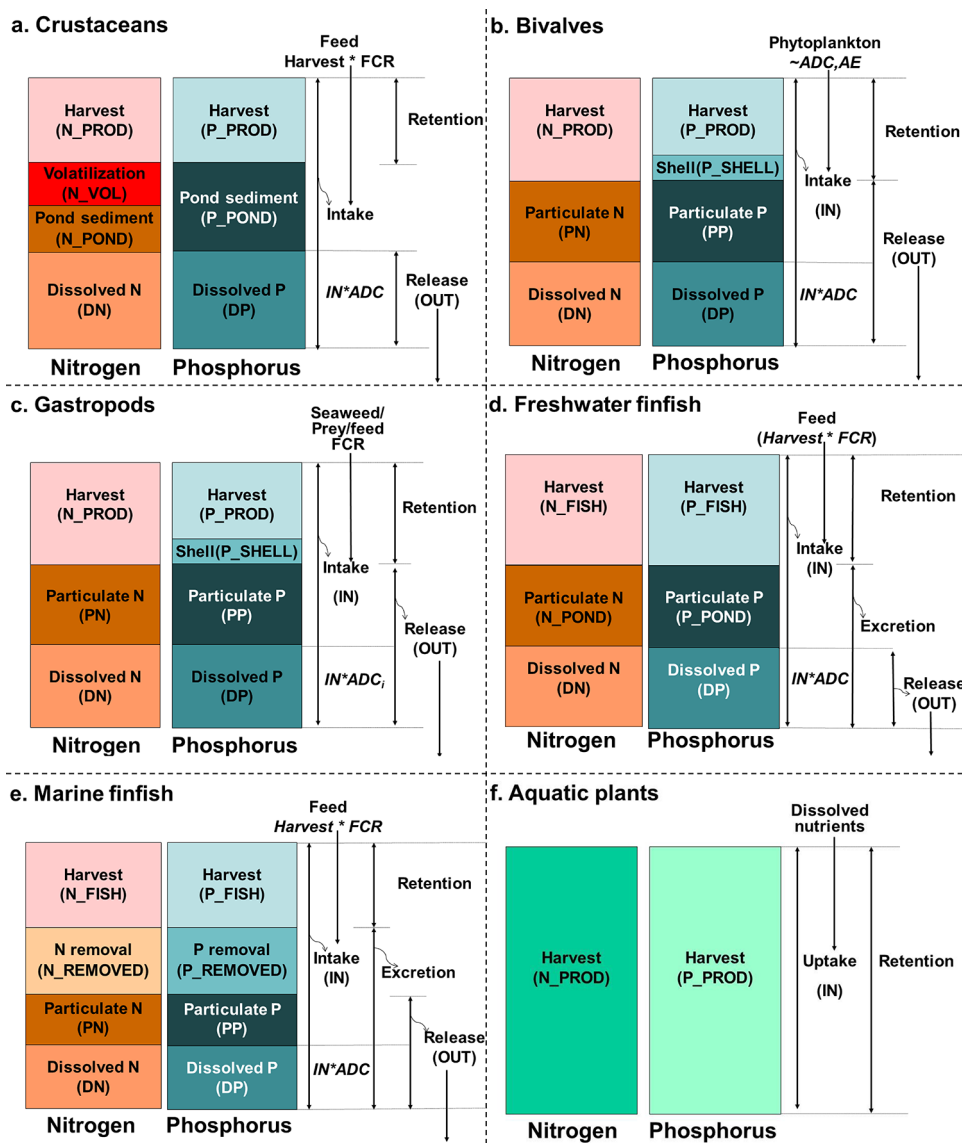 a. Crustaceans
Feed
Harvest * FCR
Harvest
(N_PROD)
Harvest
(P_PROD)
Retention
Volatilization
(N_VOL)
Pond sediment
(N_POND)
Pond sediment
(P_POND)
Intake
Dissolved N
(DN)
Dissolved P
(DP)
IN*ADC
Release
(OUT)
Nitrogen
Phosphorus
b. Bivalves
Phytoplankton
~ADC,AE
Harvest
(N_PROD)
Harvest
(P_PROD)
Retention
Shell(P_SHELL)
Intake
(IN)
Particulate N
(PN)
Particulate P
(PP)
Release
(OUT)
Dissolved N
(DN)
Dissolved P
(DP)
IN*ADC
Nitrogen
Phosphorus
c. Gastropods
Seaweed/
Prey/feed
FCR
Harvest
(N_PROD)
Harvest
(P_PROD)
Retention
Shell(P_SHELL)
Intake
(IN)
Particulate N
(PN)
Particulate P
(PP)
Release
(OUT)
Dissolved N
(DN)
Dissolved P
(DP)
IN*ADCi
Nitrogen
Phosphorus
d. Freshwater finfish
Feed
(Harvest * FCR)
Harvest
(N_FISH)
Harvest
(P_FISH)
Retention
Intake
(IN)
Particulate N
(N_POND)
Particulate P
(P_POND)
Excretion
Dissolved N
(DN)
Dissolved P
(DP)
IN*ADC
Release
(OUT)
Nitrogen
Phosphorus
e. Marine finfish
Feed
Harvest * FCR
Harvest
(N_FISH)
Harvest
(P_FISH)
Retention
N removal
(N_REMOVED)
P removal
(P_REMOVED)
Intake
(IN)
Excretion
Particulate N
(PN)
Particulate P
(PP)
Release
(OUT)
Dissolved N
(DN)
Dissolved P
(DP)
IN*ADC
Nitrogen
Phosphorus
f. Aquatic plants
Dissolved
nutrients
Harvest
(N_PROD)
Harvest
(P_PROD)
Uptake
(IN)
Retention
Nitrogen
Phosphorus